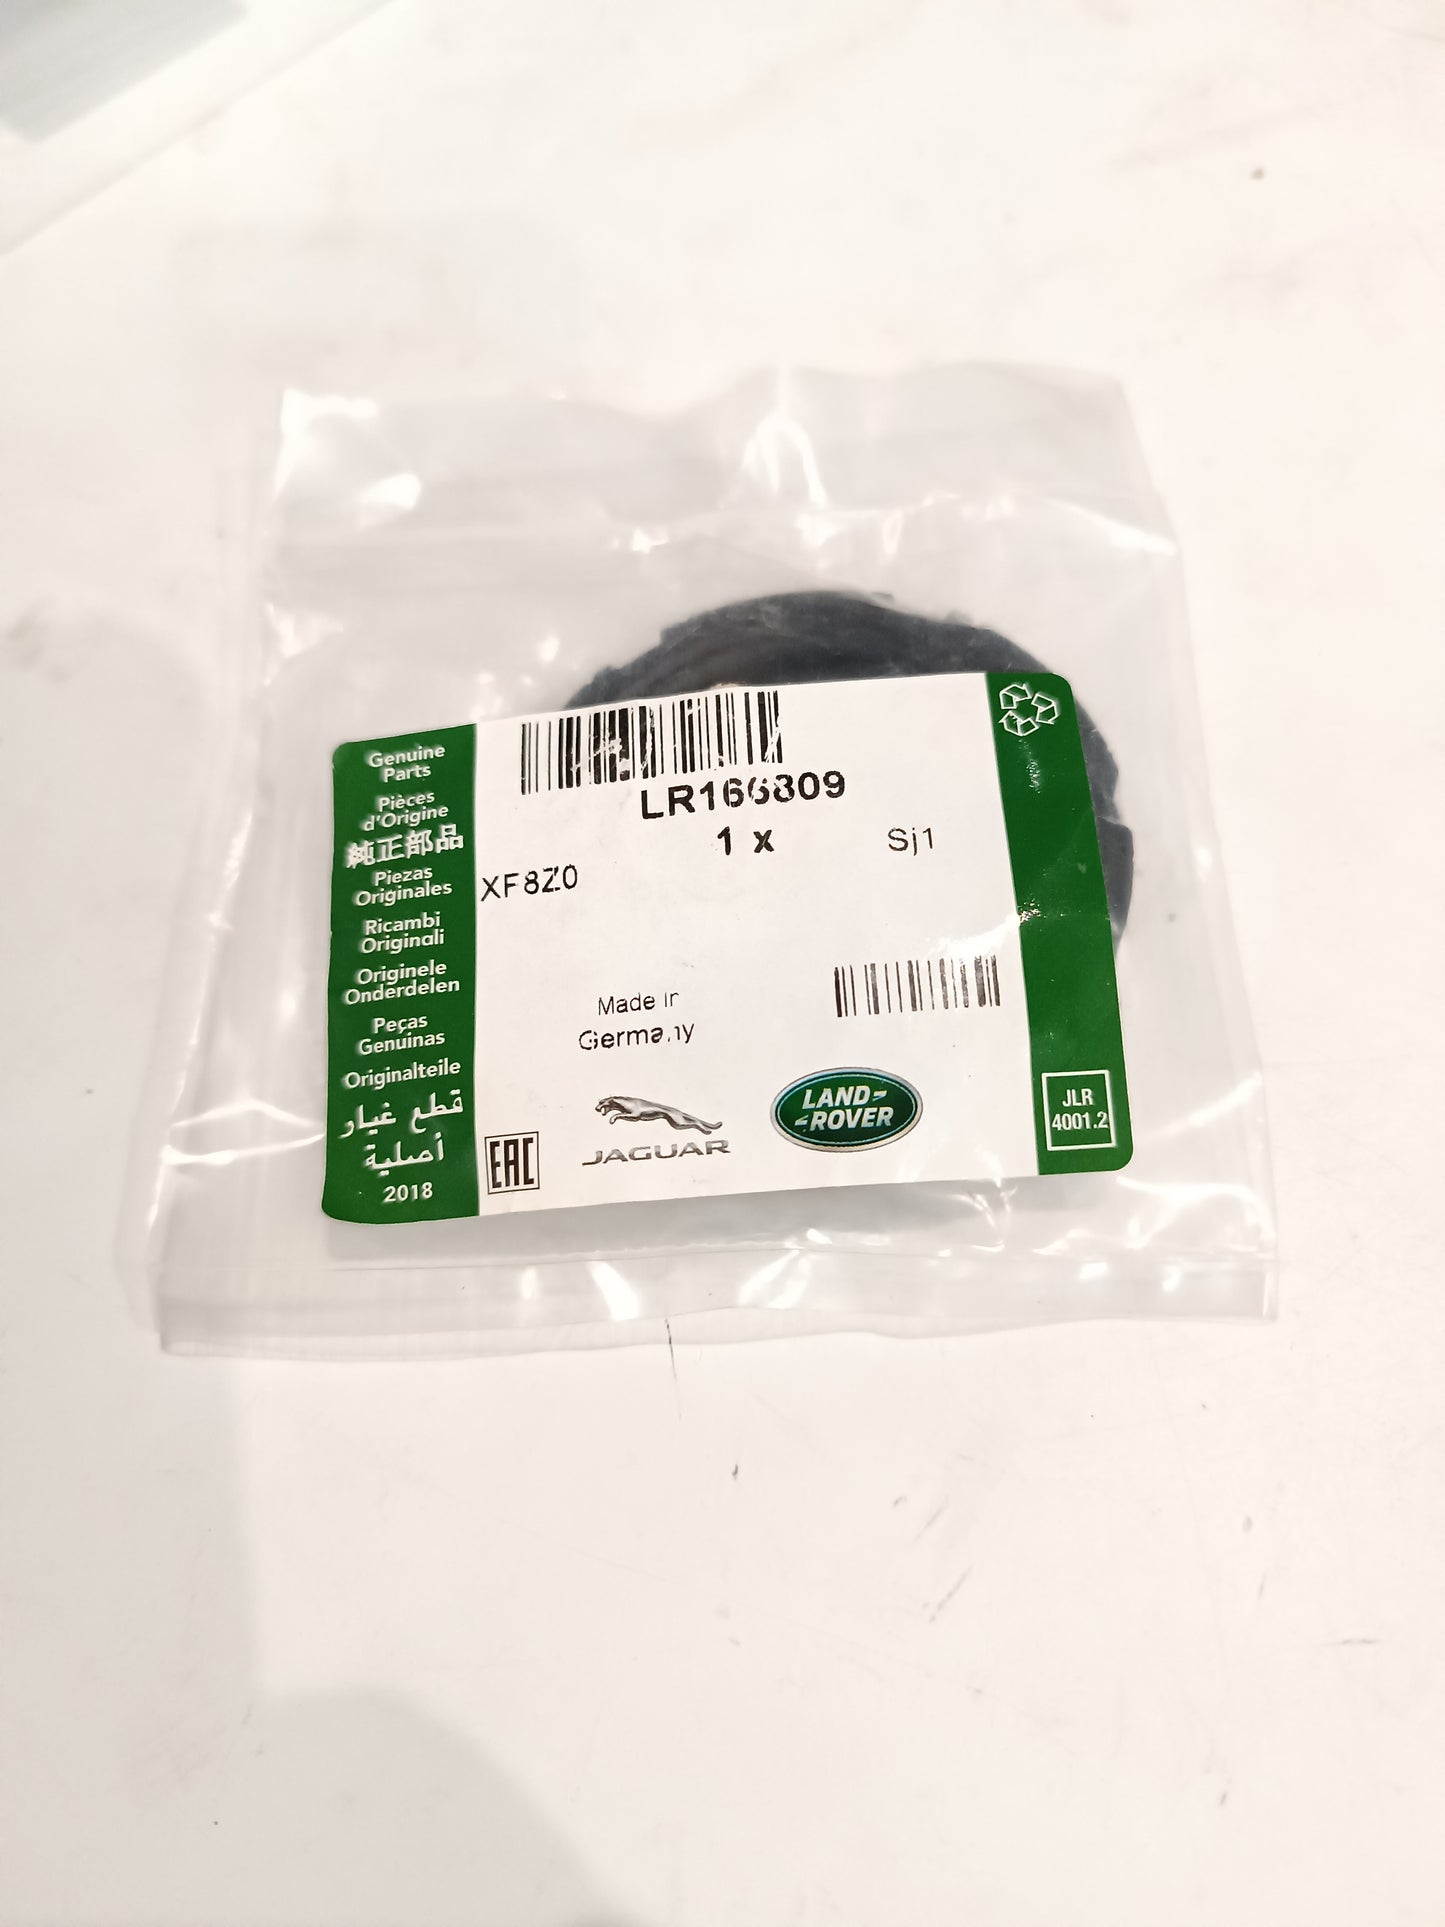 Genuine
Parts
Pièces
d'Origine
純正部品
Piezas
Originales
Ricambi
Originali
Originele
Onderdelen
Peças
Genuinas
Originalteile
قطع غيار
أصلية
2018
LR166809
1 x
Sj1
XF8Z0
Made in
Germany
EAC
JAGUAR
LAND-
-ROVER
JLR
4001.2